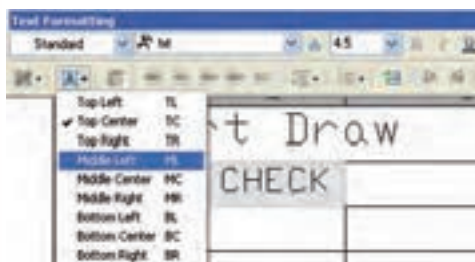 Text Formatting
Standard txt 4.5
Top Left TL
Top Center TC
Top Right TR
Middle Left ML
Middle Center MC
Middle Right MR
Bottom Left BL
Bottom Center BC
Bottom Right BR
t Draw
CHECK